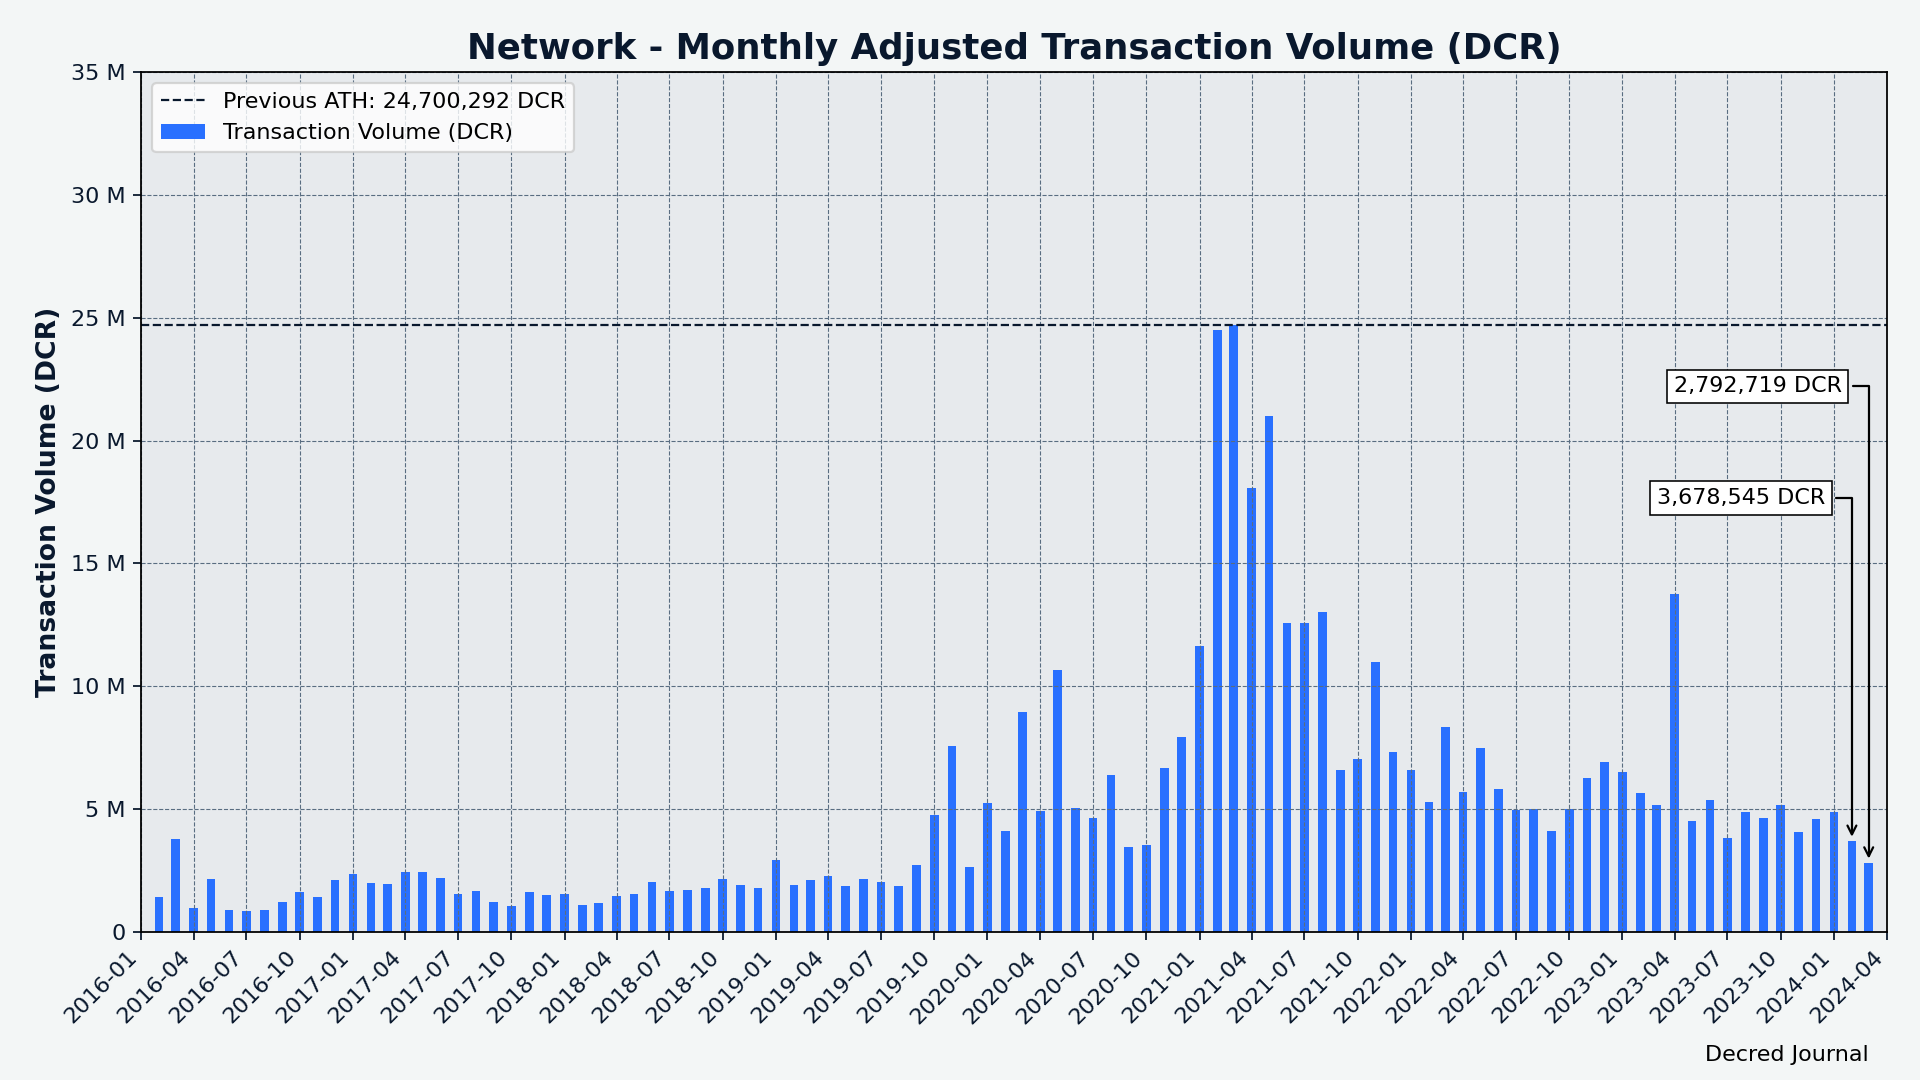 Network - Monthly Adjusted Transaction Volume (DCR)
35 M
30 M
25 M
20 M
15 M
10 M
5 M
0
Transaction Volume (DCR)
Previous ATH: 24,700,292 DCR
Transaction Volume (DCR)
2,792,719 DCR
3,678,545 DCR
2016-01
2016-04
2016-07
2016-10
2017-01
2017-04
2017-07
2017-10
2018-01
2018-04
2018-07
2018-10
2019-01
2019-04
2019-07
2019-10
2020-01
2020-04
2020-07
2020-10
2021-01
2021-04
2021-07
2021-10
2022-01
2022-04
2022-07
2022-10
2023-01
2023-04
2023-07
2023-10
2024-01
2024-04
Decred Journal